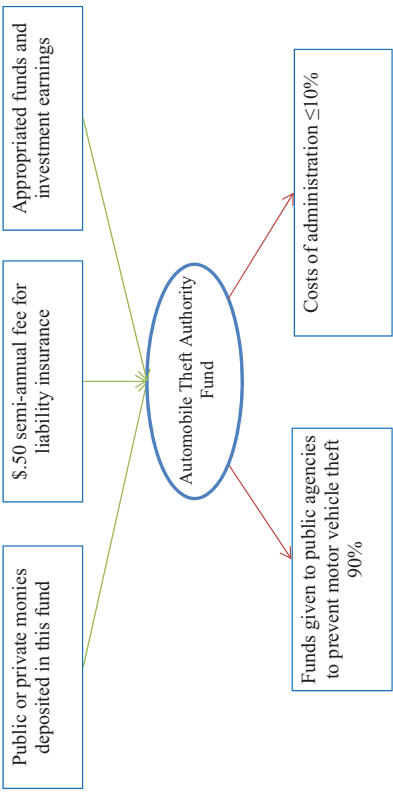 Public or private monies
deposited in this fund
$.50 semi-annual fee for
liability insurance
Appropriated funds and
investment earnings
Automobile Theft Authority
Fund
Funds given to public agencies
to prevent motor vehicle theft
90%
Costs of administration ≤10%